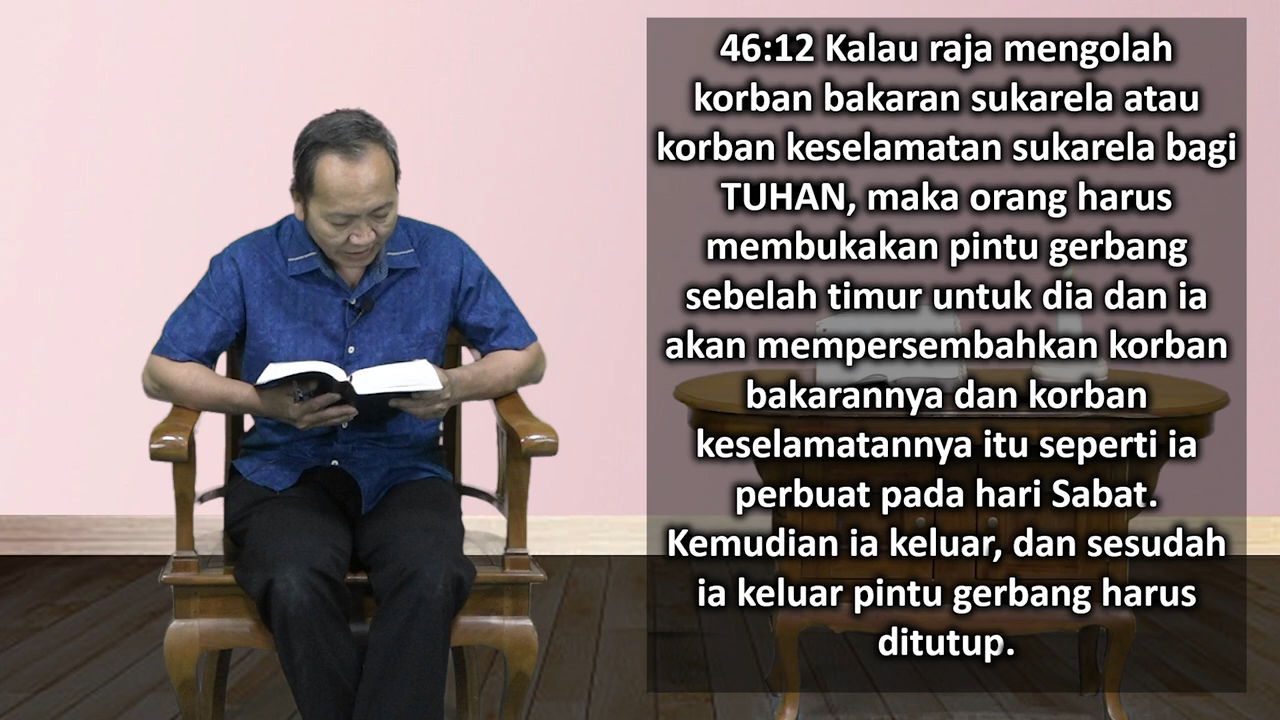 46:12 Kalau raja mengolah
korban bakaran sukarela atau
korban keselamatan sukarela bagi
TUHAN, maka orang harus
membukakan pintu gerbang
sebelah timur untuk dia dan ia
akan mempersembahkan korban
bakarannya dan korban
keselamatannya itu seperti ia
perbuat pada hari Sabat.
Kemudian ia keluar, dan sesudah
ia keluar pintu gerbang harus
ditutup.